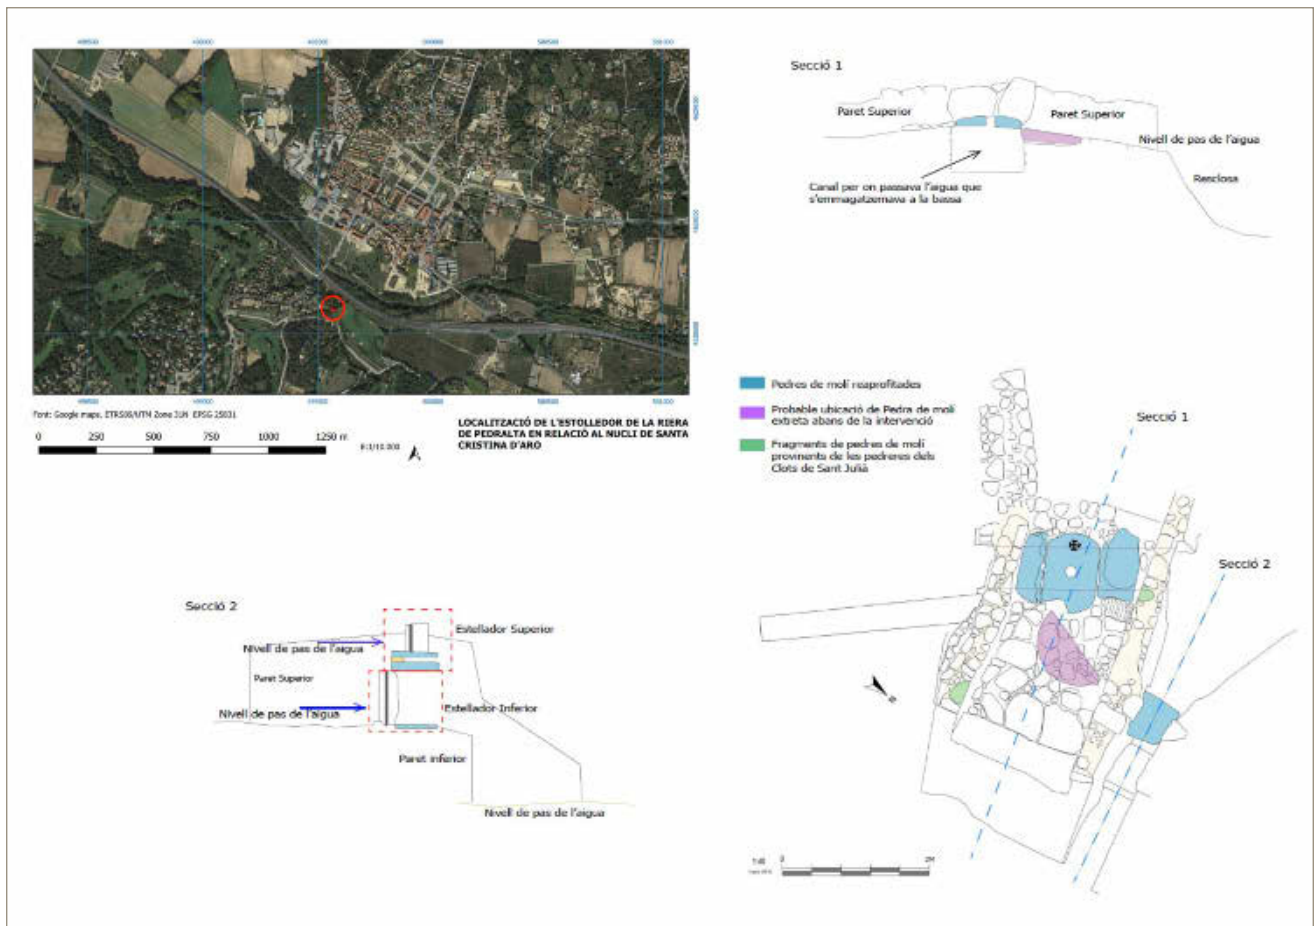 Font: Google maps, ETRS89/UTM Zone 31N EPSG 25831
0 250 500 750 1000 1250 m
E:1/10.000
LOCALITZACIÓ DE L'ESTOLLEDOR DE LA RIERA
DE PEDRALTA EN RELACIÓ AL NUCLI DE SANTA
CRISTINA D'ARO
Secció 1
Paret Superior
Paret Superior
Nivell de pas de l'aigua
Resclosa
Canal per on passava l'aigua que
s'emmagatzemava a la bassa
Pedres de molí reaprofitades
Probable ubicació de Pedra de molí
extreta abans de la intervenció
Fragments de pedres de molí
provinents de les pedreres dels
Clots de Sant Julià
Secció 1
Secció 2
0 2M
Secció 2
Estellador Superior
Nivell de pas de l'aigua
Paret Superior
Nivell de pas de l'aigua
Estellador Inferior
Paret inferior
Nivell de pas de l'aigua